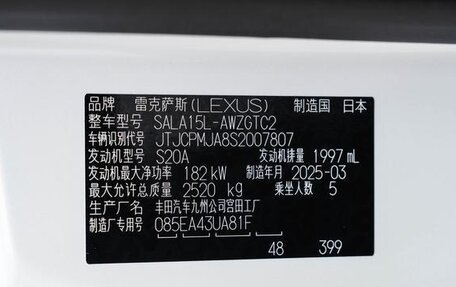 品牌 雷克萨斯(LEXUS) 制造国 日本
整车型号 SALA15L-AWZGTC2
车辆识别代号 JTJCPMJA8S2007807
发动机型号 S20A 发动机排量 1997 mL
发动机最大净功率 182 kW 制造年月 2025-03
最大允许总质量 2520 kg 乘坐人数 5
生产厂名 丰田汽车九州公司宫田工厂
制造厂专用号 085EA43UA81F
48 399